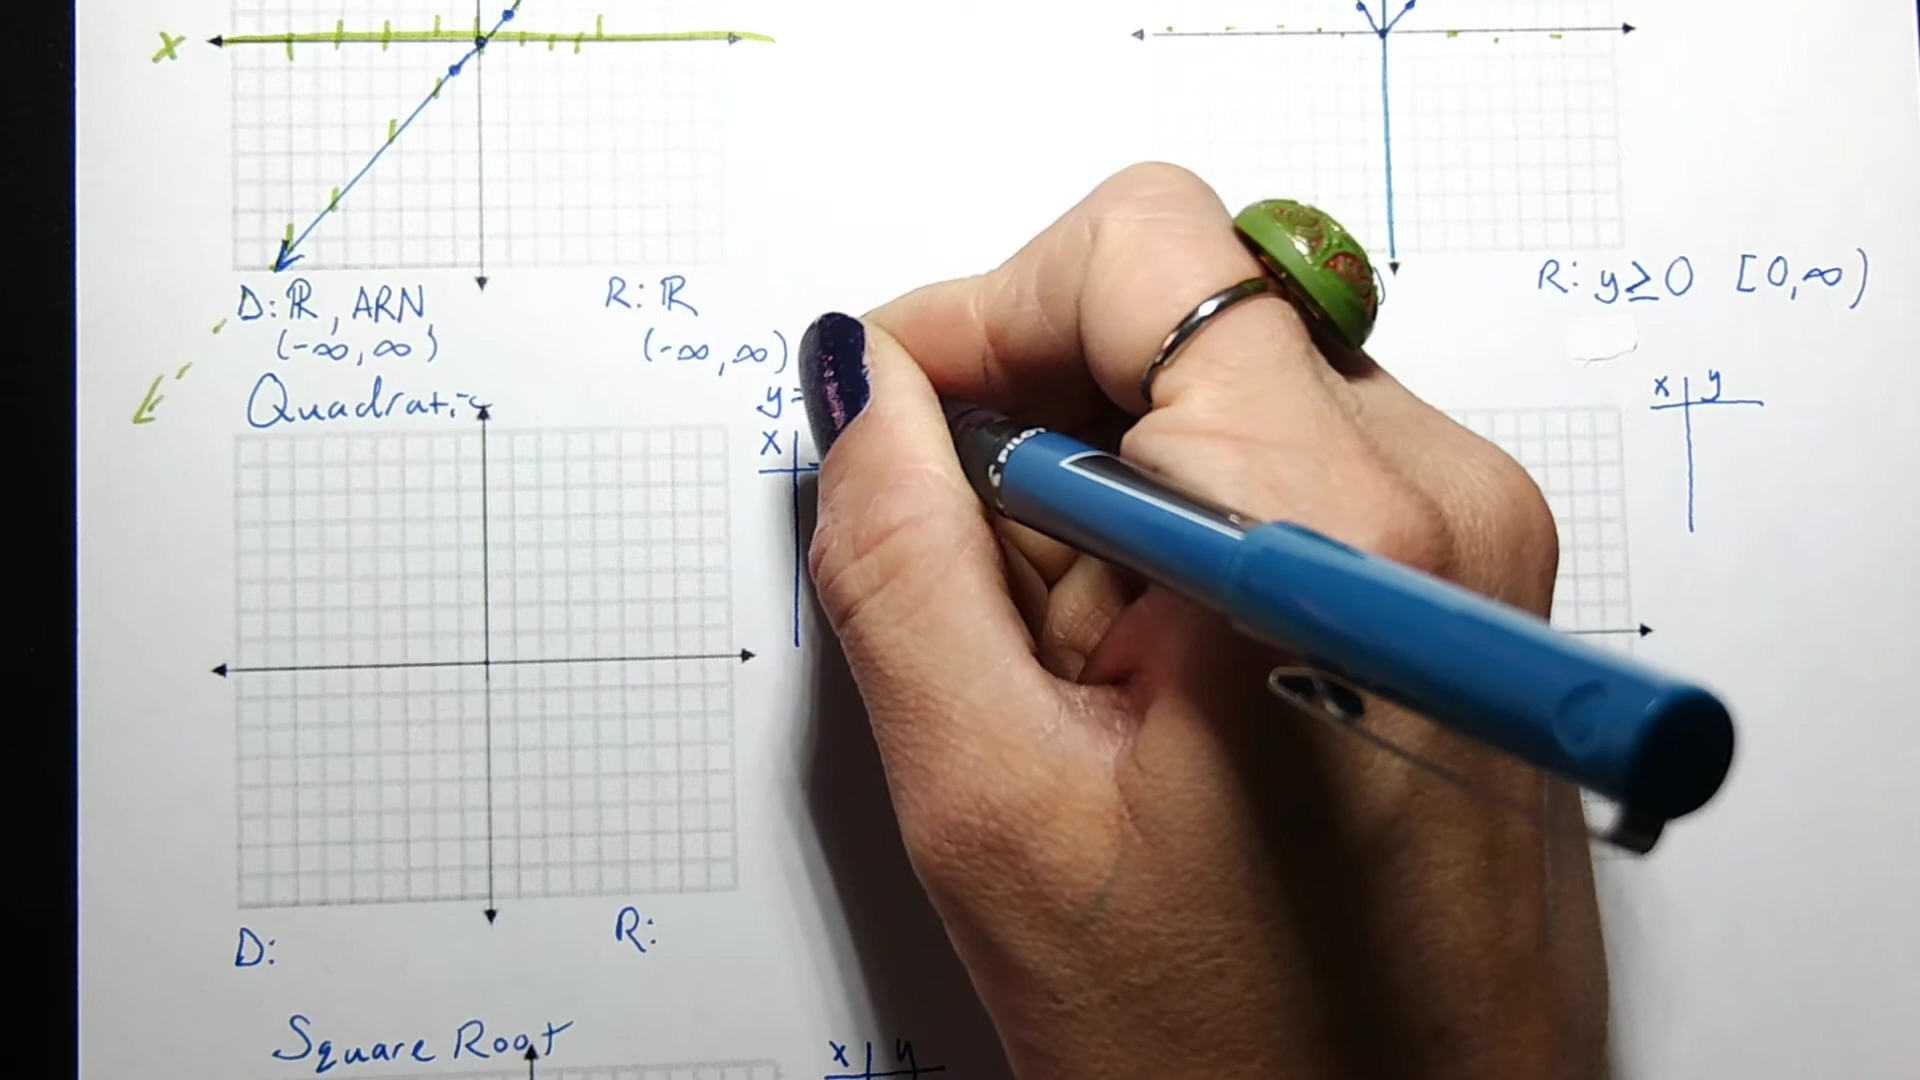 x
D: ℝ, ARN
(-∞, ∞)
R: ℝ
(-∞, ∞)
R: y≥0 [0,∞)
Quadratic
y=
x
x y
D:
R:
Square Root
x y